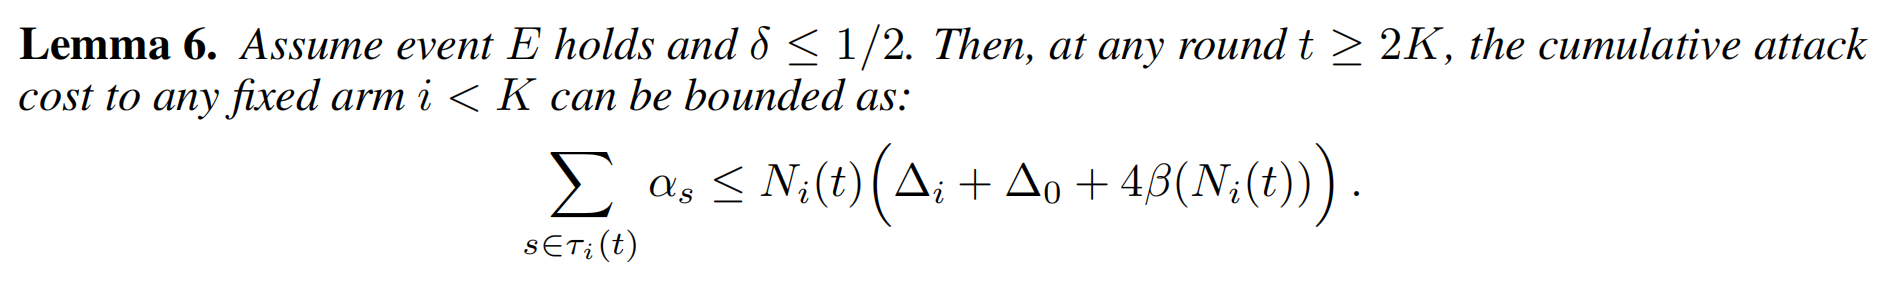 Lemma 6. Assume event E holds and δ ≤ 1/2. Then, at any round t ≥ 2K, the cumulative attack
cost to any fixed arm i < K can be bounded as:
∑_{s∈τ_i(t)} α_s ≤ N_i(t)(Δ_i + Δ_0 + 4β(N_i(t))).